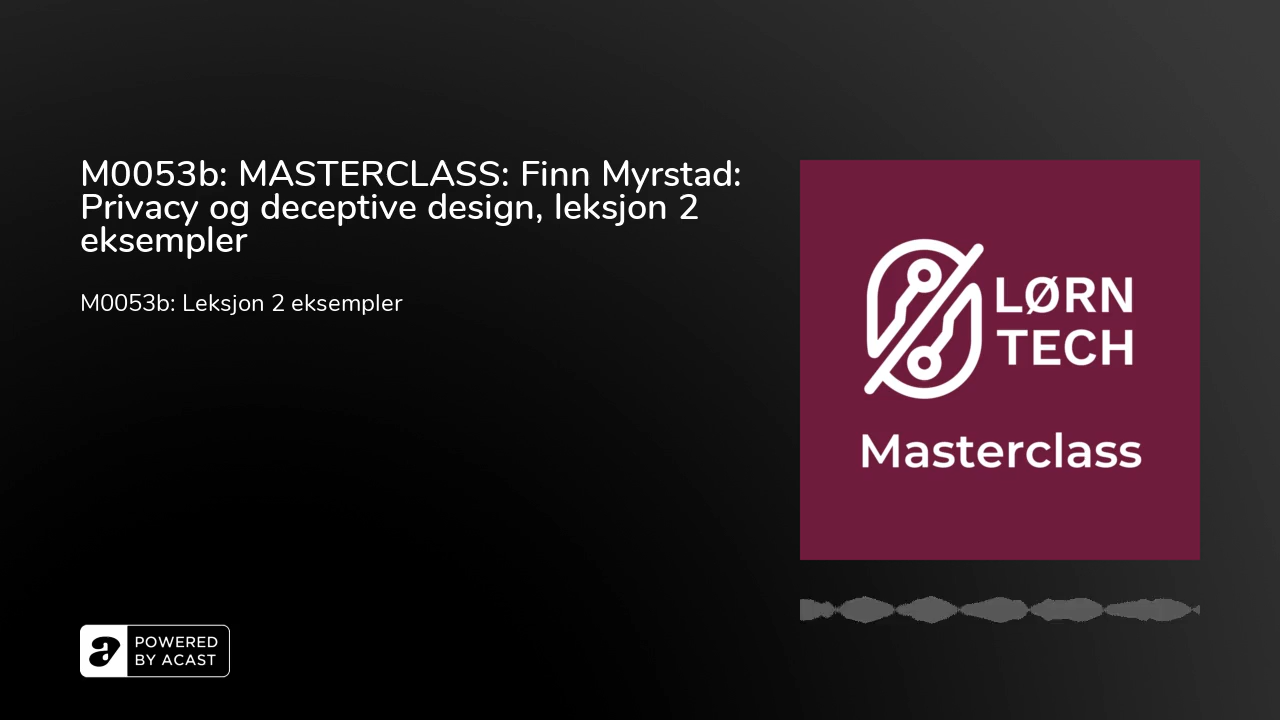 M0053b: MASTERCLASS: Finn Myrstad:
Privacy og deceptive design, leksjon 2
eksempler
M0053b: Leksjon 2 eksempler
LØRN
TECH
Masterclass
POWERED
BY ACAST